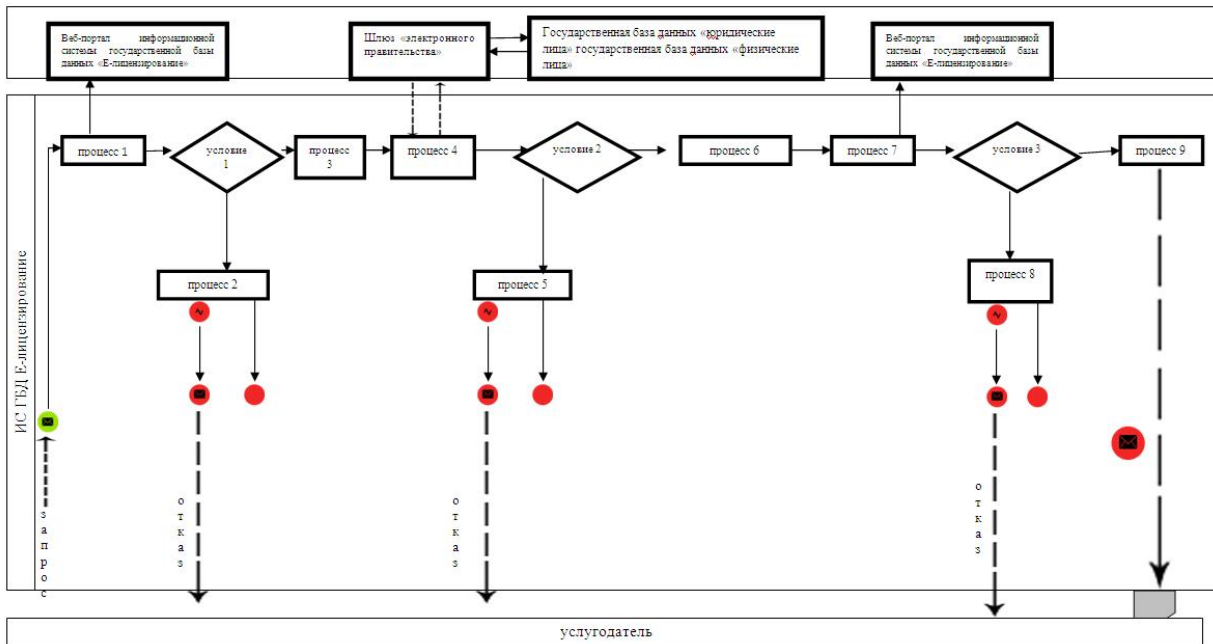 Веб-портал информационной
системы государственной базы
данных «Е-лицензирование»
Шлюз «электронного
правительства»
Государственная база данных «юридические
лица» государственная база данных «физические
лица»
Веб-портал информационной
системы государственной базы
данных «Е-лицензирование»
ИС ГБД Е-лицензирование
процесс 1
условие
1
процесс
3
процесс 4
условие 2
процесс 6
процесс 7
условие 3
процесс 9
процесс 2
процесс 5
процесс 8
запрос
отказ
отказ
отказ
услугодатель